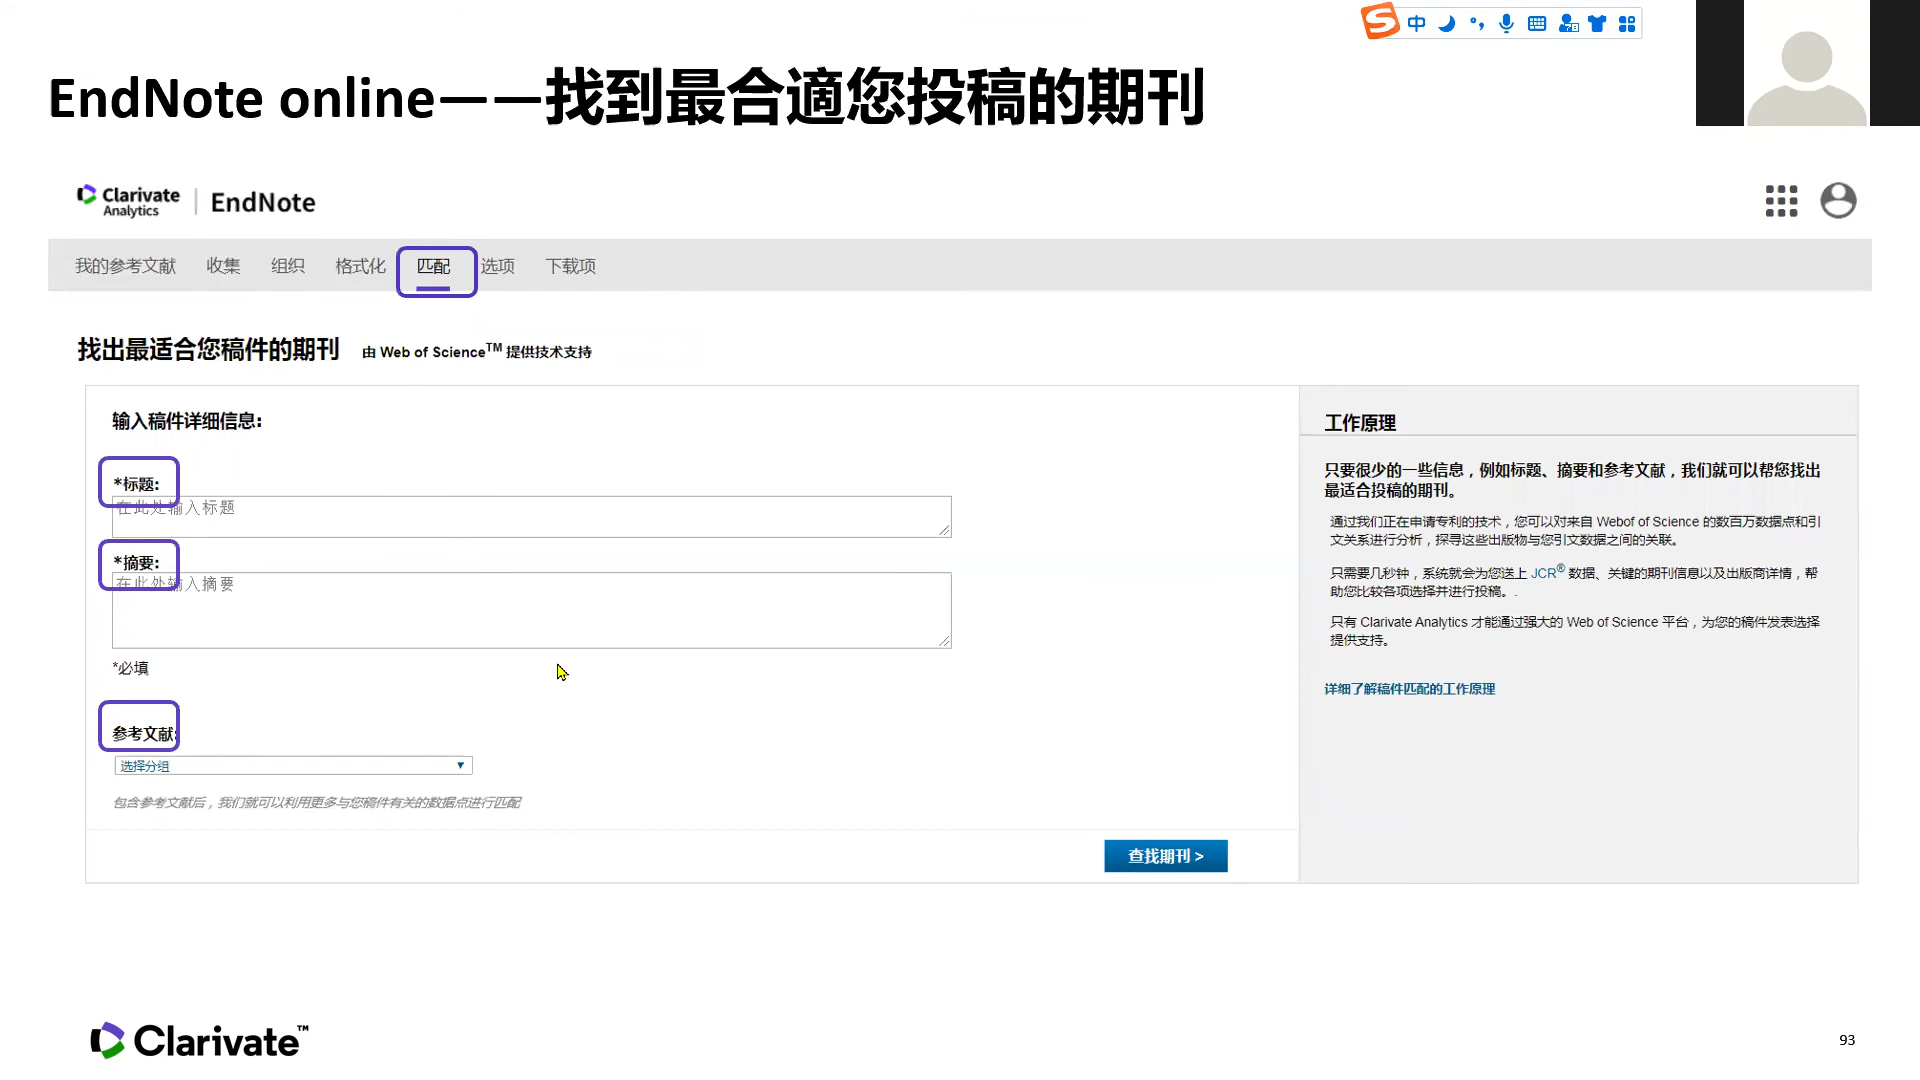 中
EndNote online——找到最合適您投稿的期刊
Clarivate Analytics | EndNote
我的参考文献 收集 组织 格式化 匹配 选项 下载项
找出最适合您稿件的期刊 由 Web of Science™ 提供技术支持
输入稿件详细信息:
*标题:
在此处输入标题
*摘要:
在此处输入摘要
*必填
参考文献:
选择分组
包含参考文献后，我们就可以利用更多与您稿件有关的数据点进行匹配
查找期刊 >
工作原理
只要很少的一些信息，例如标题、摘要和参考文献，我们就可以帮您找出
最适合投稿的期刊。
通过我们正在申请专利的技术，您可以对来自 Webof of Science 的数百万数据点和引
文关系进行分析，探寻这些出版物与您引文数据之间的关联。
只需要几秒钟，系统就会为您送上 JCR® 数据、关键的期刊信息以及出版商详情，帮
助您比较各项选择并进行投稿。.
只有 Clarivate Analytics 才能通过强大的 Web of Science 平台，为您的稿件发表选择
提供支持。
详细了解稿件匹配的工作原理
Clarivate™
93